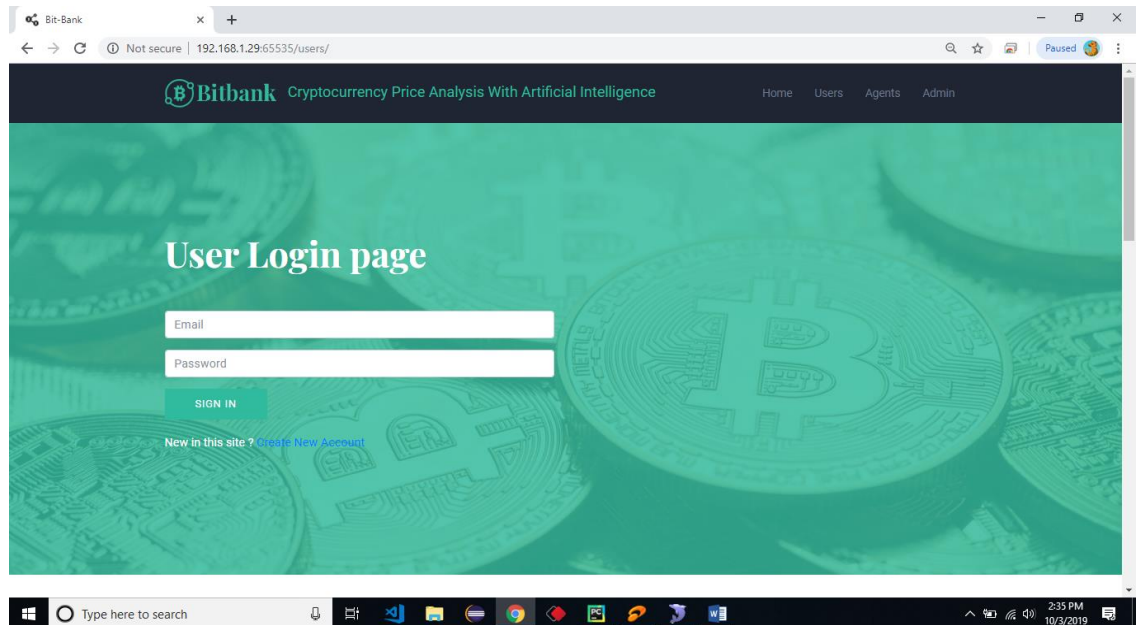 Bit-Bank
Not secure | 192.168.1.29:65535/users/
Paused
Bitbank Cryptocurrency Price Analysis With Artificial Intelligence
Home Users Agents Admin
User Login page
Email
Password
SIGN IN
New in this site ? Create New Account
Type here to search
2:35 PM
10/3/2019